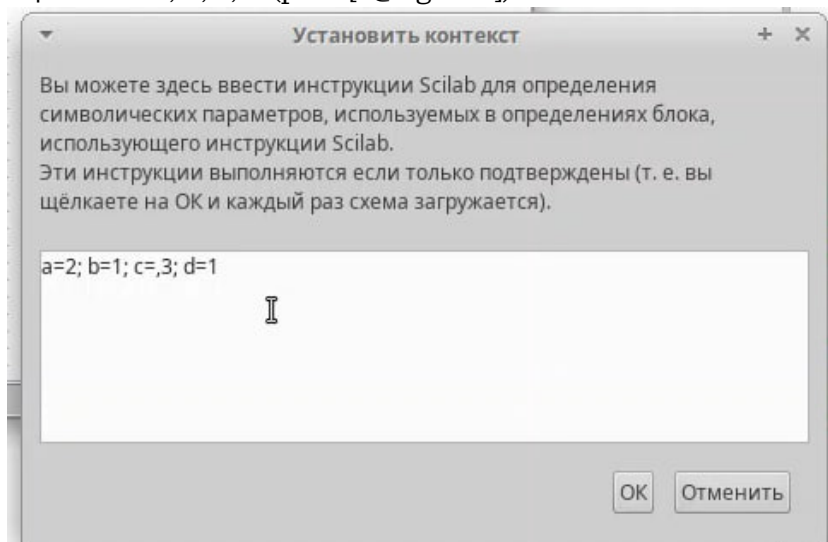 Установить контекст
Вы можете здесь ввести инструкции Scilab для определения
символических параметров, используемых в определениях блока,
использующего инструкции Scilab.
Эти инструкции выполняются если только подтверждены (т. е. вы
щёлкаете на ОК и каждый раз схема загружается).
a=2; b=1; c=,3; d=1
ОК Отменить